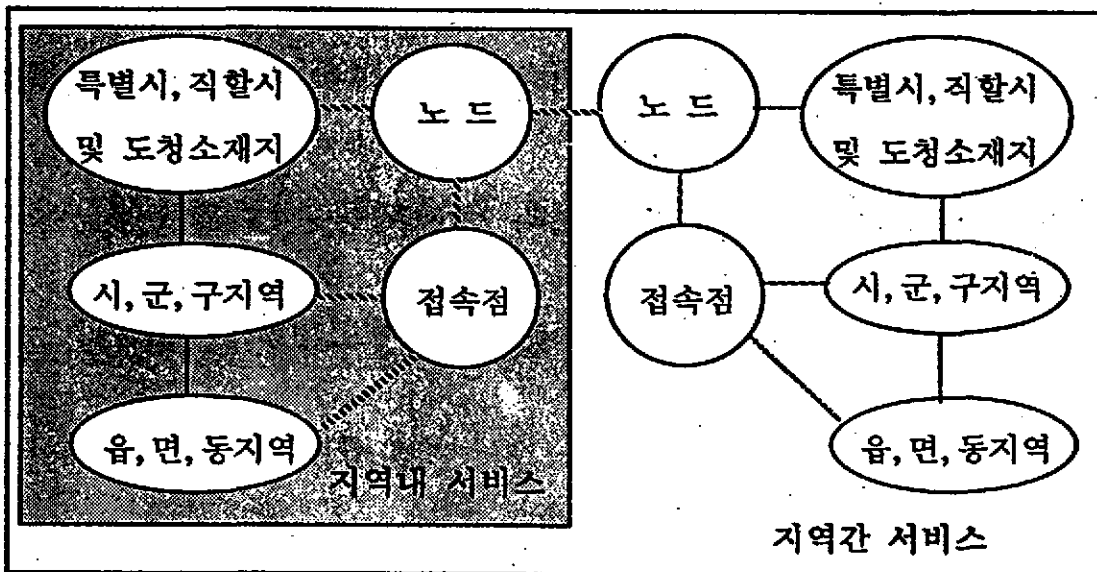 특별시, 직할시
및 도청소재지
노 드
노 드
특별시, 직할시
및 도청소재지
시, 군, 구지역
접속점
접속점
시, 군, 구지역
읍, 면, 동지역
지역내 서비스
읍, 면, 동지역
지역간 서비스